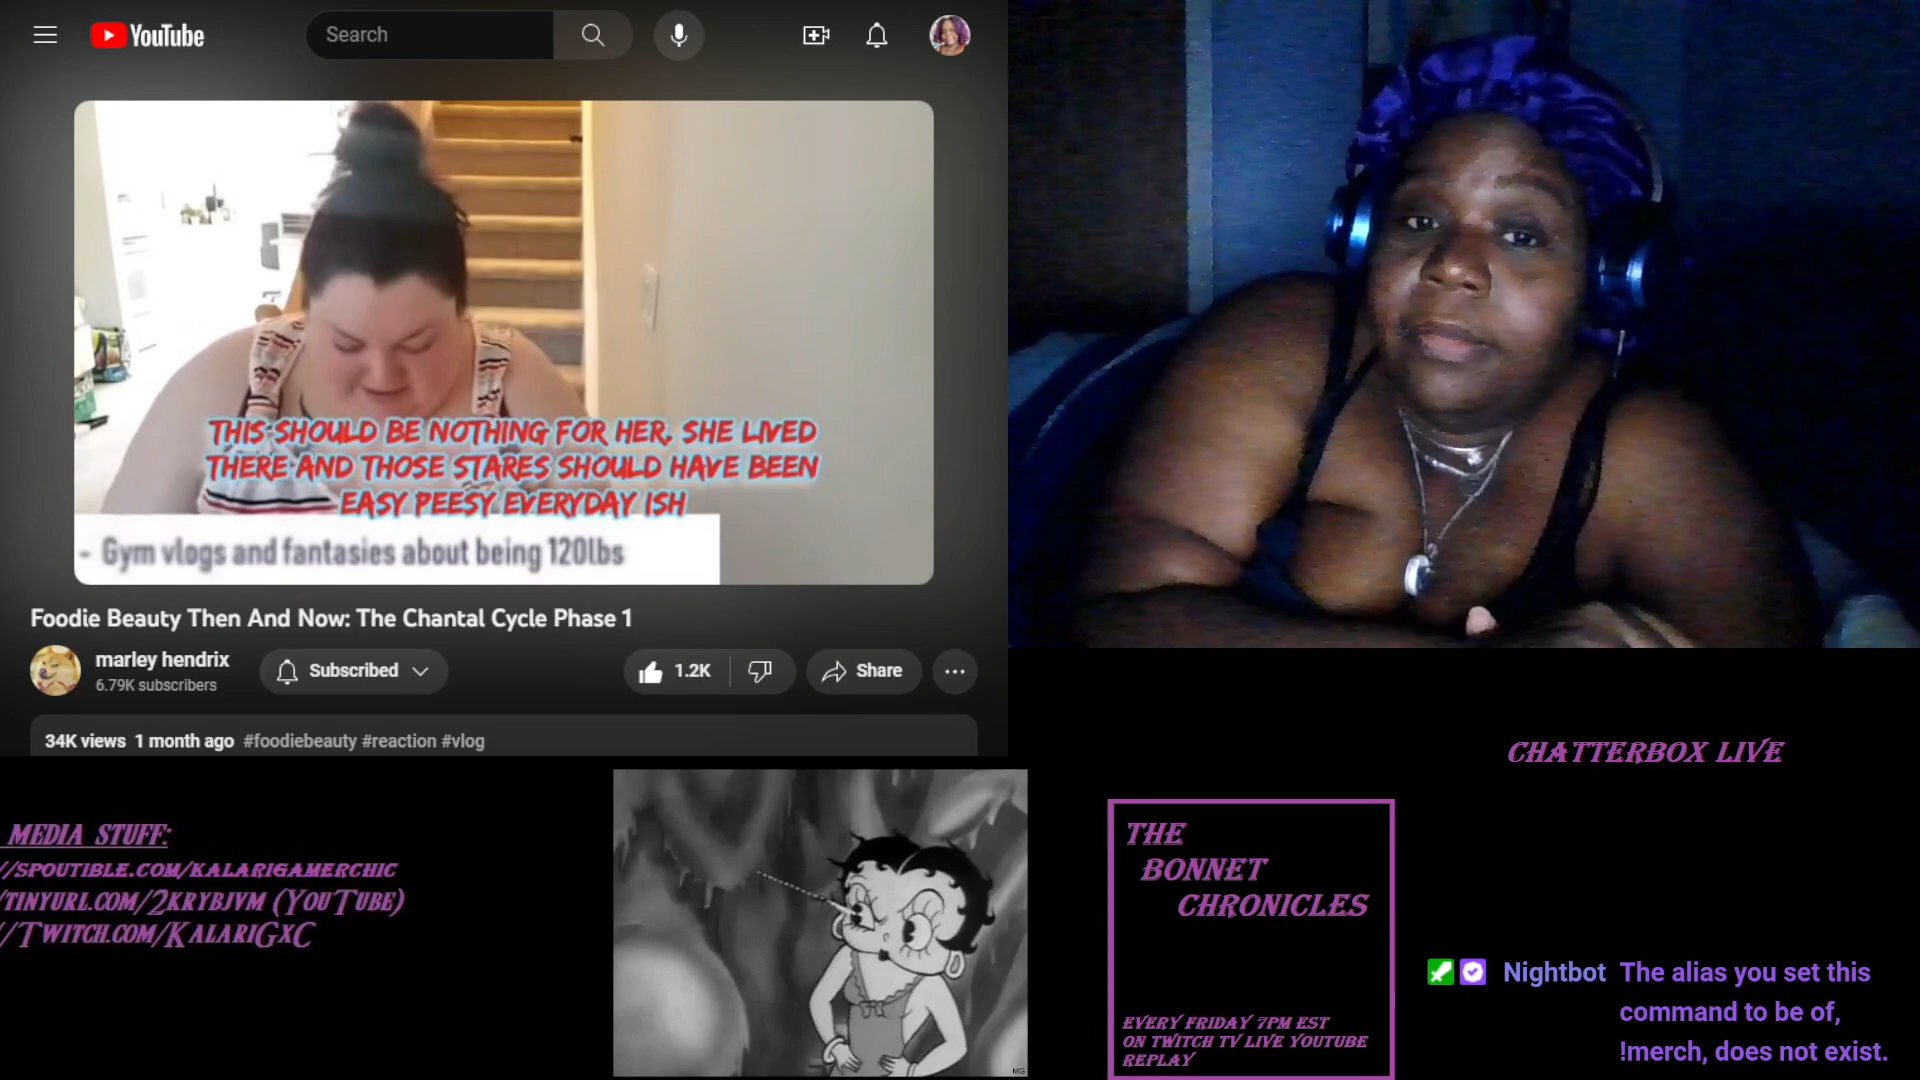 YouTube
Search
THIS SHOULD BE NOTHING FOR HER. SHE LIVED
THERE AND THOSE STARES SHOULD HAVE BEEN
EASY PEESY EVERYDAY ISH
- Gym vlogs and fantasies about being 120lbs
Foodie Beauty Then And Now: The Chantal Cycle Phase 1
marley hendrix
6.79K subscribers
Subscribed
1.2K
Share
34K views 1 month ago #foodiebeauty #reaction #vlog
MEDIA STUFF:
//SPOUTIBLE.COM/KALARIGAMERCHIC
/TINYURL.COM/2KRYBJVM (YOUTUBE)
//TWITCH.COM/KALARIGXC
MG
THE
BONNET
CHRONICLES
EVERY FRIDAY 7PM EST
ON TWITCH TV LIVE YOUTUBE
REPLAY
CHATTERBOX LIVE
Nightbot The alias you set this
command to be of,
!merch, does not exist.